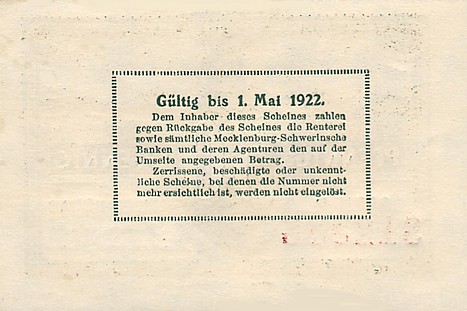 Gültig bis 1. Mai 1922.
Dem Inhaber dieses Scheines zahlen
gegen Rückgabe des Scheines die Renterei
sowie sämtliche Mecklenburg-Schwerinsche
Banken und deren Agenturen den auf der
Umseite angegebenen Betrag.
Zerrissene, beschädigte oder unkennt-
liche Scheine, bei denen die Nummer nicht
mehr ersichtlich ist, werden nicht eingelöst.